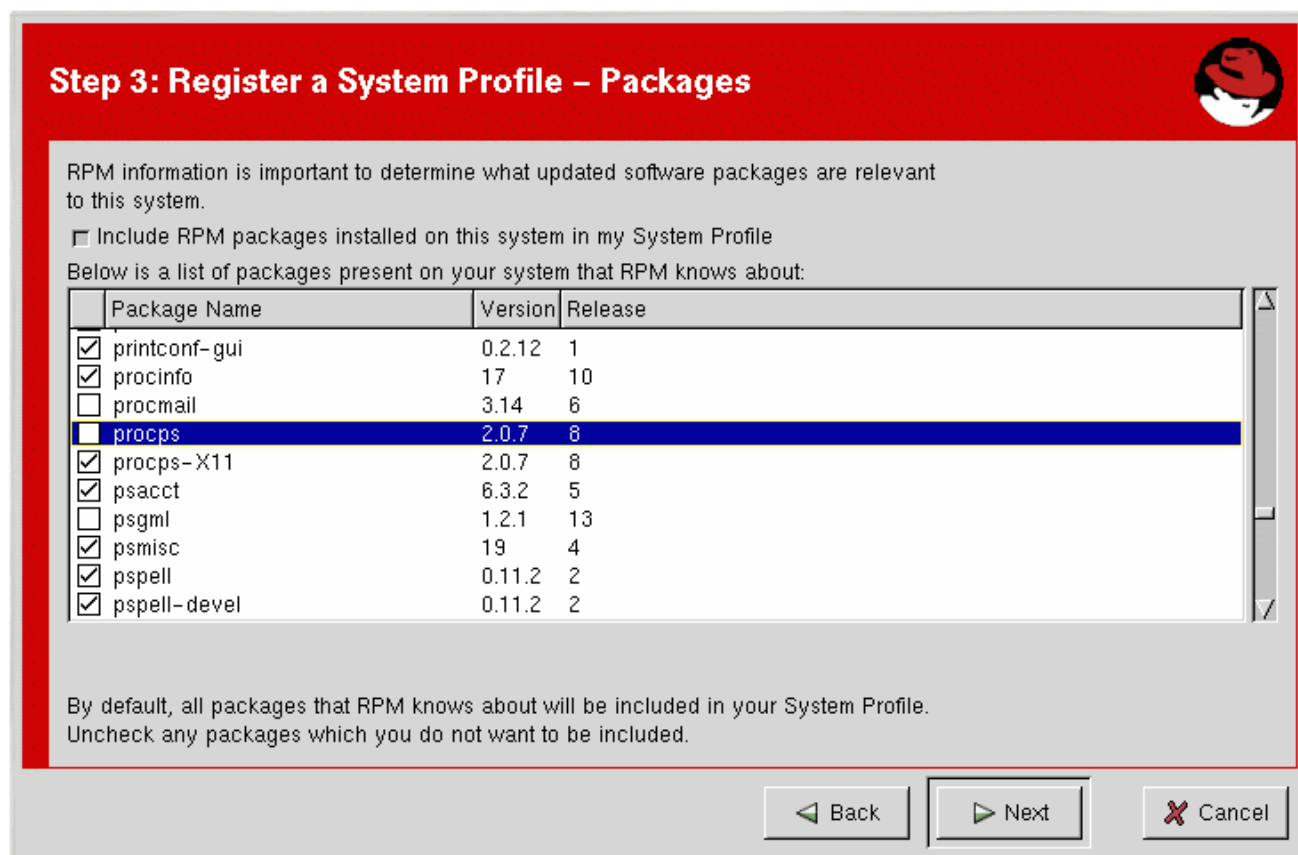 Step 3: Register a System Profile – Packages
RPM information is important to determine what updated software packages are relevant
to this system.
Include RPM packages installed on this system in my System Profile
Below is a list of packages present on your system that RPM knows about:
Package Name Version Release
printconf-gui 0.2.12 1
procinfo 17 10
procmail 3.14 6
procps 2.0.7 8
procps-X11 2.0.7 8
psacct 6.3.2 5
psgml 1.2.1 13
psmisc 19 4
pspell 0.11.2 2
pspell-devel 0.11.2 2
By default, all packages that RPM knows about will be included in your System Profile.
Uncheck any packages which you do not want to be included.
Back Next Cancel